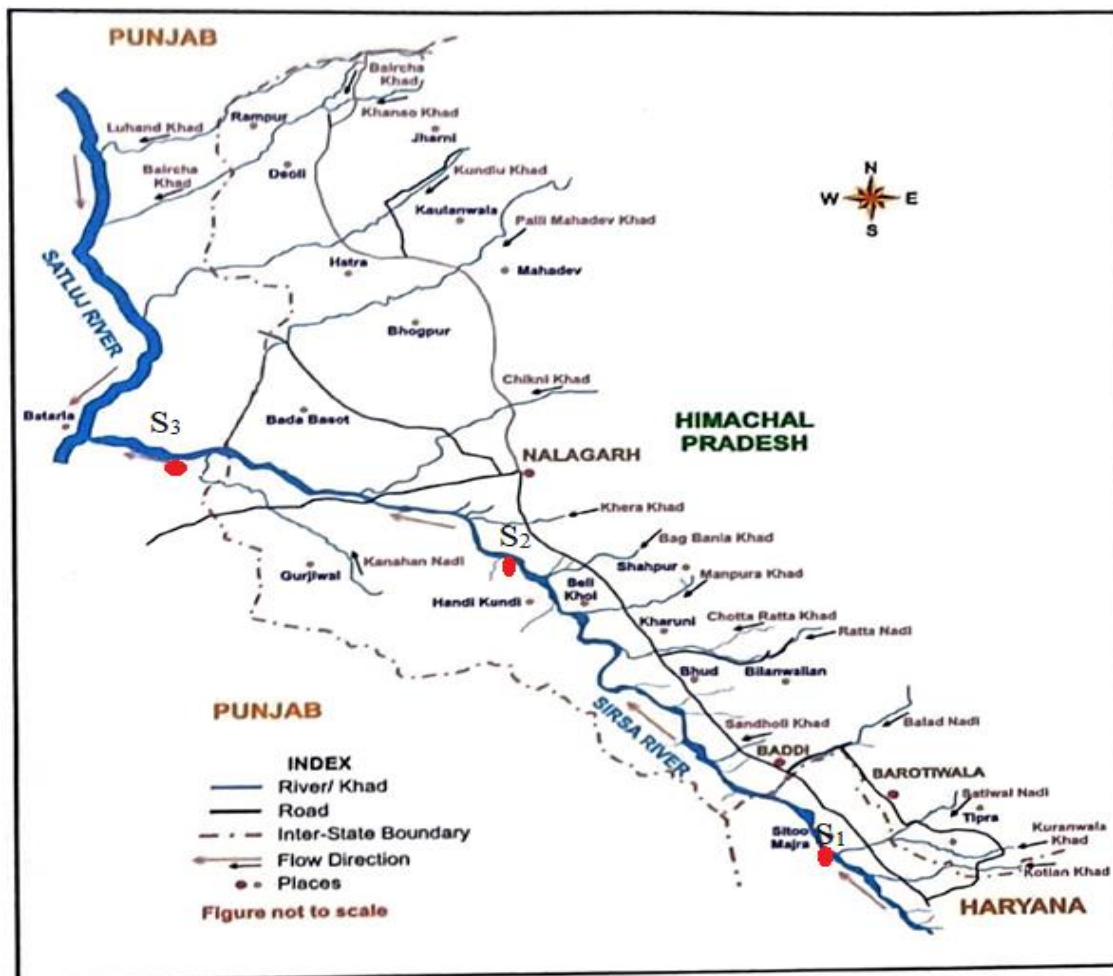 PUNJAB
Baircha
Khad
Khanso Khad
Rampur
Luhand Khad
Jharni
Baircha
Khad
Deoli
Kundlu Khad
Kaulanwala
Palli Mahadev Khad
N
W
E
S
Hatra
Mahadev
SATLUJ RIVER
Bhogpur
Chikni Khad
Batarla
S3
Bada Basot
HIMACHAL
PRADESH
NALAGARH
Khera Khad
S2
Bag Bania Khad
Kanahan Nadi
Gurjiwal
Shahpur
Manpura Khad
Handi Kundi
Beli
Khol
Kharuni
Chotta Ratta Khad
Ratta Nadi
Bhud
Bilanwallan
SIRSA RIVER
Sandholi Khad
Balad Nadi
BADDI
BAROTIWALA
Satiwal Nadi
Tipra
Kuranwala
Khad
Kotian Khad
Sitoo
Majra
S1
HARYANA
PUNJAB
INDEX
River/ Khad
Road
Inter-State Boundary
Flow Direction
Places
Figure not to scale